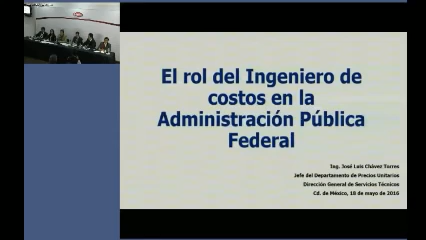 El rol del Ingeniero de
costos en la
Administración Pública
Federal
Ing. José Luis Chávez Torres
Jefe del Departamento de Precios Unitarios
Dirección General de Servicios Técnicos
Cd. de México, 18 de mayo de 2016